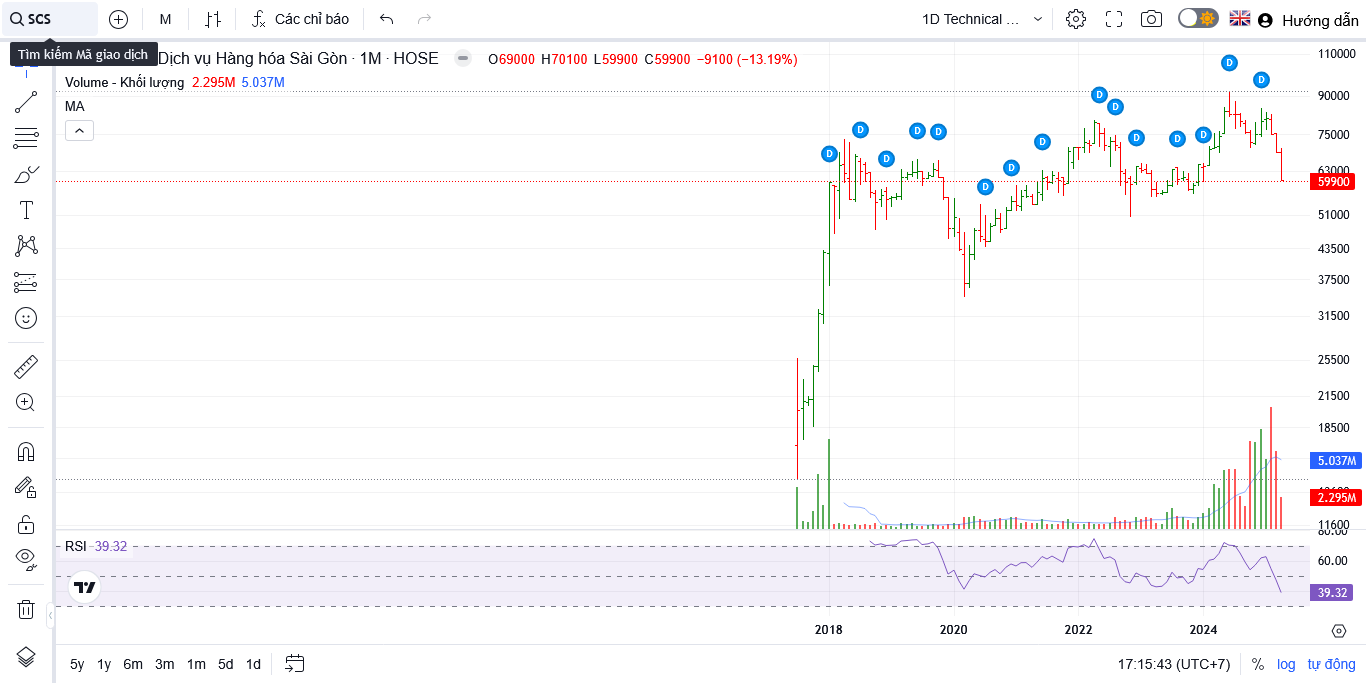 SCS
M
Các chỉ báo
1D Technical ...
Hướng dẫn
Tìm kiếm Mã giao dịch
Dịch vụ Hàng hóa Sài Gòn · 1M · HOSE
O69000 H70100 L59900 C59900 −9100 (−13.19%)
Volume - Khối lượng 2.295M 5.037M
MA
D D D D D D D D D D D D D D D
110000
90000
75000
63000
59900
51000
43500
37500
31500
25500
21500
18500
5.037M
2.295M
11600
80.00
RSI 39.32
60.00
39.32
2018 2020 2022 2024
5y 1y 6m 3m 1m 5d 1d
17:15:43 (UTC+7)
%
log
tự động